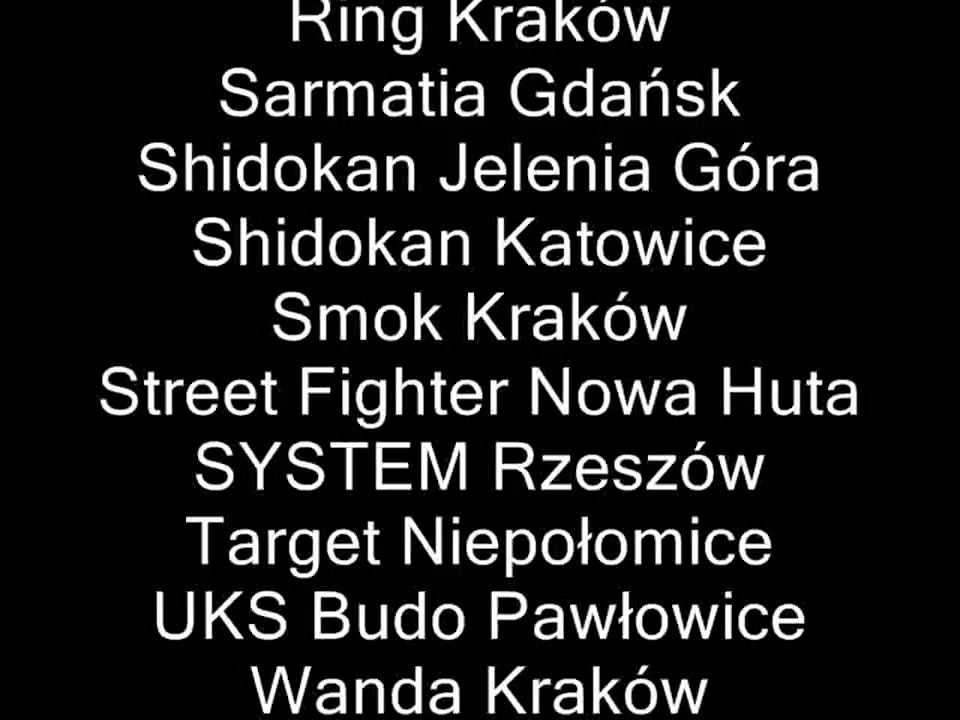 Ring Kraków
Sarmatia Gdańsk
Shidokan Jelenia Góra
Shidokan Katowice
Smok Kraków
Street Fighter Nowa Huta
SYSTEM Rzeszów
Target Niepołomice
UKS Budo Pawłowice
Wanda Kraków